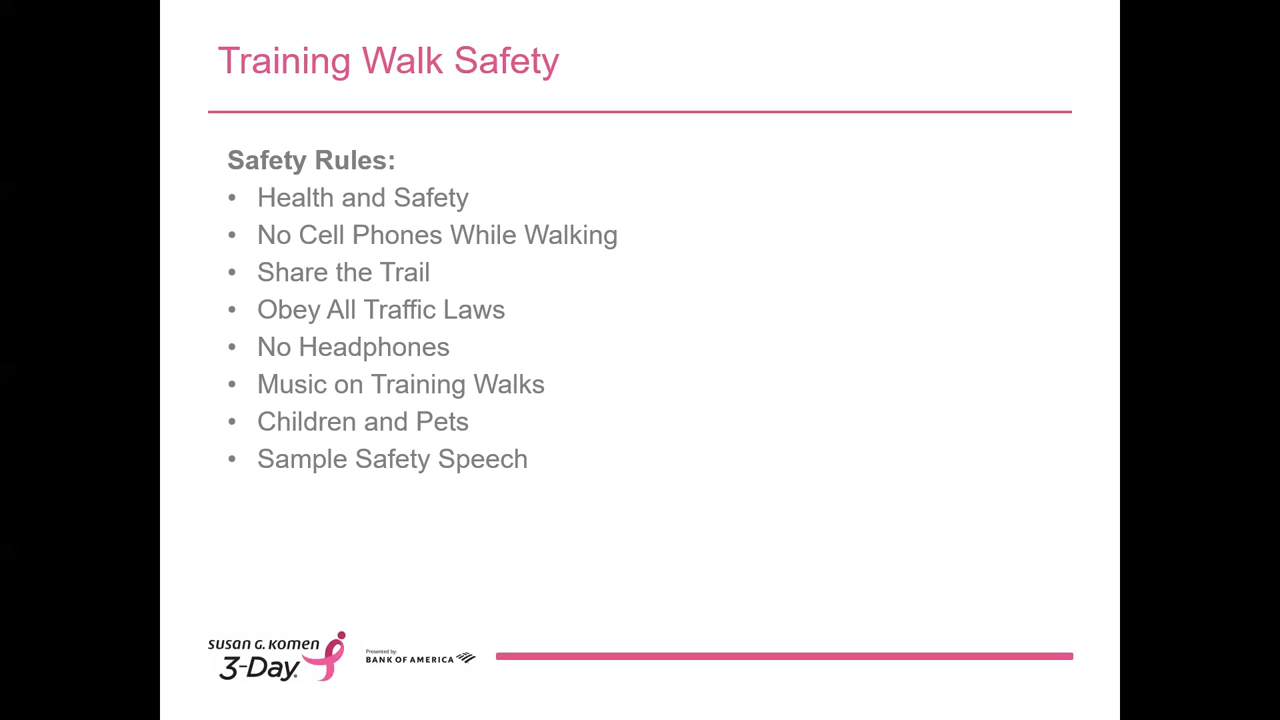 Training Walk Safety
Safety Rules:
• Health and Safety
• No Cell Phones While Walking
• Share the Trail
• Obey All Traffic Laws
• No Headphones
• Music on Training Walks
• Children and Pets
• Sample Safety Speech
SUSAN G. KOMEN
3-DAY®
Presented by:
BANK OF AMERICA